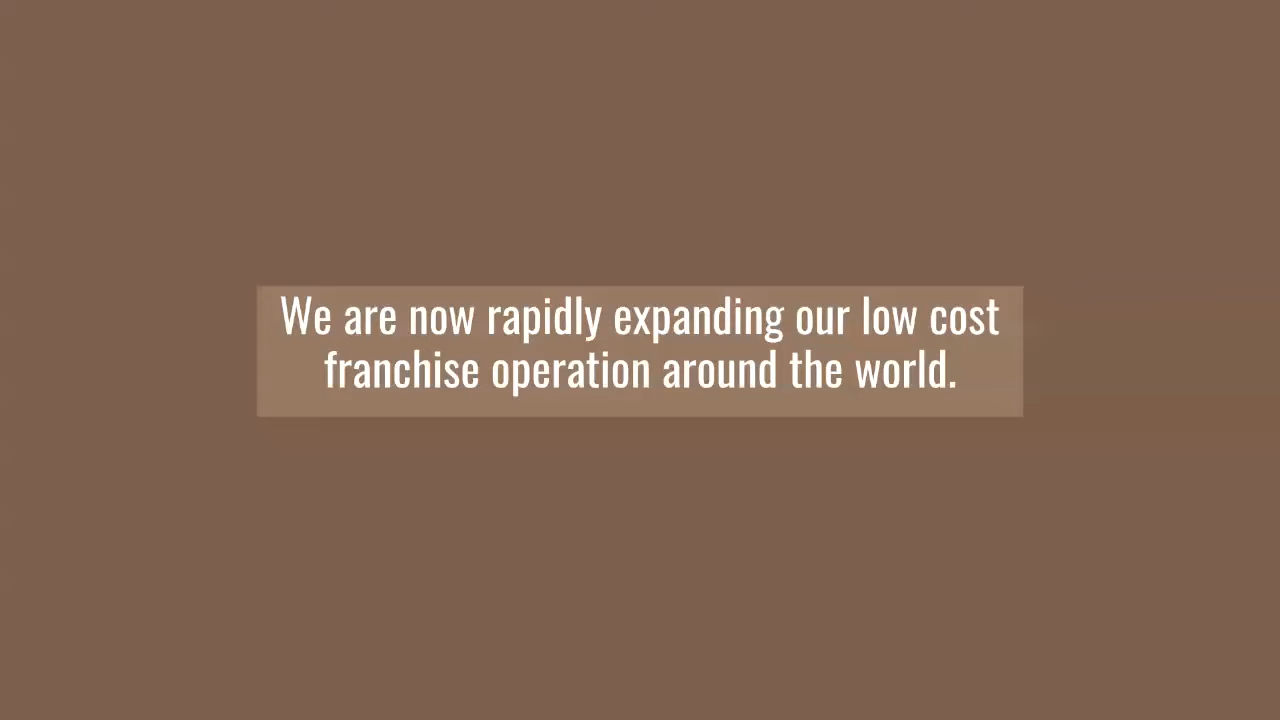 We are now rapidly expanding our low cost
franchise operation around the world.